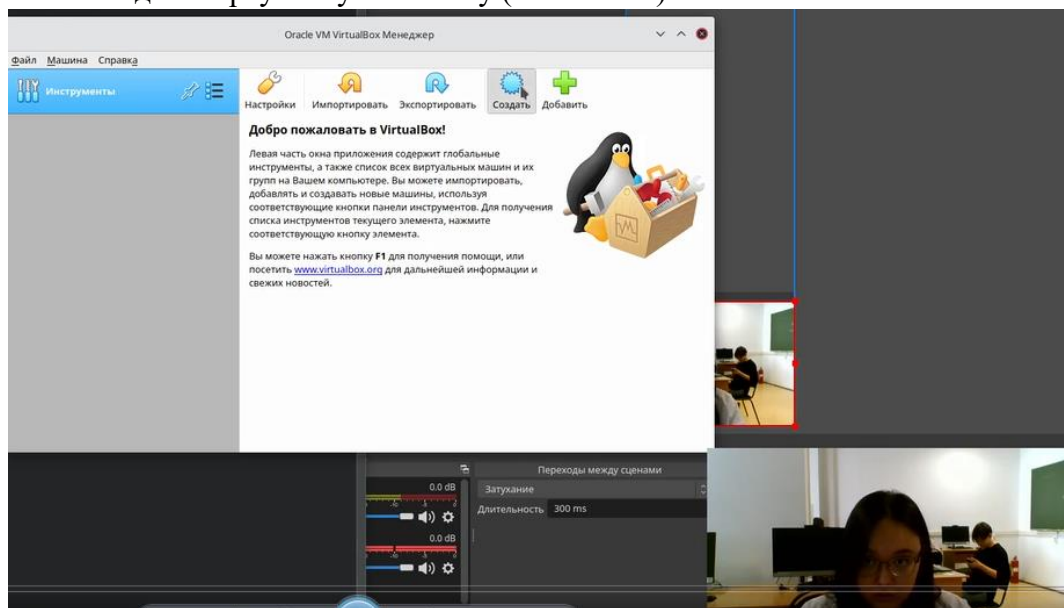 Oracle VM VirtualBox Менеджер
Файл Машина Справка
Инструменты
Настройки Импортировать Экспортировать Создать Добавить
Добро пожаловать в VirtualBox!
Левая часть окна приложения содержит глобальные
инструменты, а также список всех виртуальных машин и их
групп на Вашем компьютере. Вы можете импортировать,
добавлять и создавать новые машины, используя
соответствующие кнопки панели инструментов. Для получения
списка инструментов текущего элемента, нажмите
соответствующую кнопку элемента.
Вы можете нажать кнопку F1 для получения помощи, или
посетить www.virtualbox.org для дальнейшей информации и
свежих новостей.
0.0 dB
0.0 dB
Переходы между сценами
Затухание
Длительность 300 ms